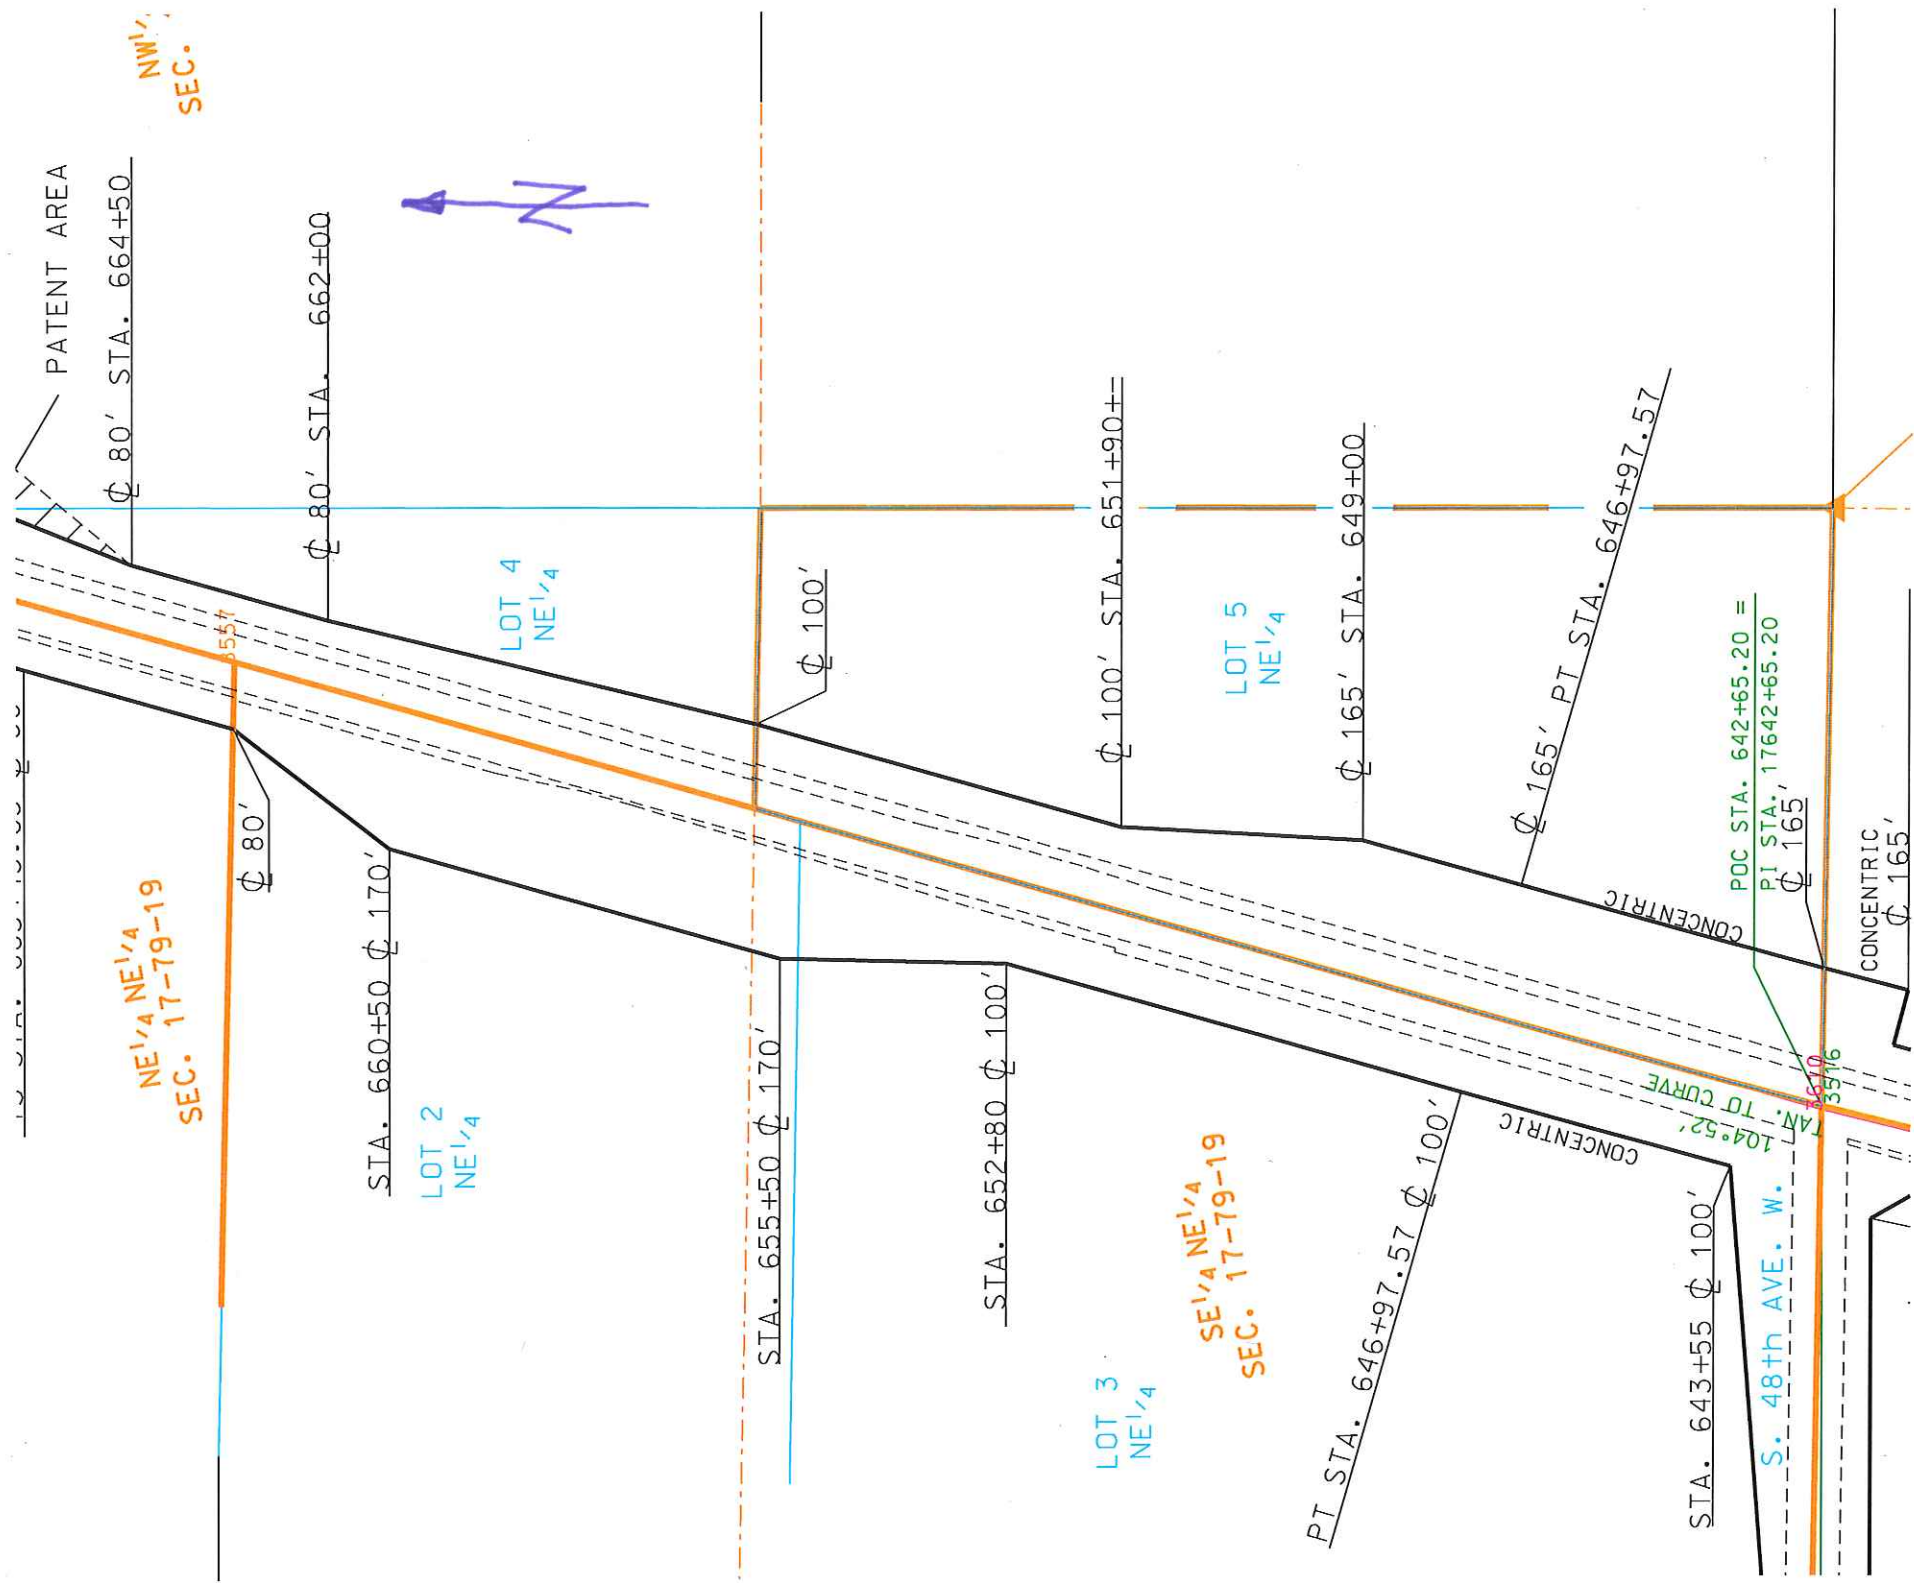 NW1/
SEC.
PATENT AREA
℄ 80' STA. 664+50
℄ 80' STA. 662+00
N
3557
LOT 4
NE1/4
℄ 100'
℄ 80'
NE1/4 NE1/4
SEC. 17-79-19
STA. 660+50 ℄ 170'
LOT 2
NE1/4
℄ 100' STA. 651+90+-
LOT 5
NE1/4
℄ 165' STA. 649+00
℄ 165' PT STA. 646+97.57
STA. 655+50 ℄ 170'
STA. 652+80 ℄ 100'
SE1/4 NE1/4
SEC. 17-79-19
LOT 3
NE1/4
PT STA. 646+97.57 ℄ 100'
CONCENTRIC
CONCENTRIC
POC STA. 642+65.20 =
PI STA. 17642+65.20
℄ 165'
CONCENTRIC
℄ 165'
3610
3516
104°52'
TAN. TO CURVE
STA. 643+55 ℄ 100'
S. 48th AVE. W.